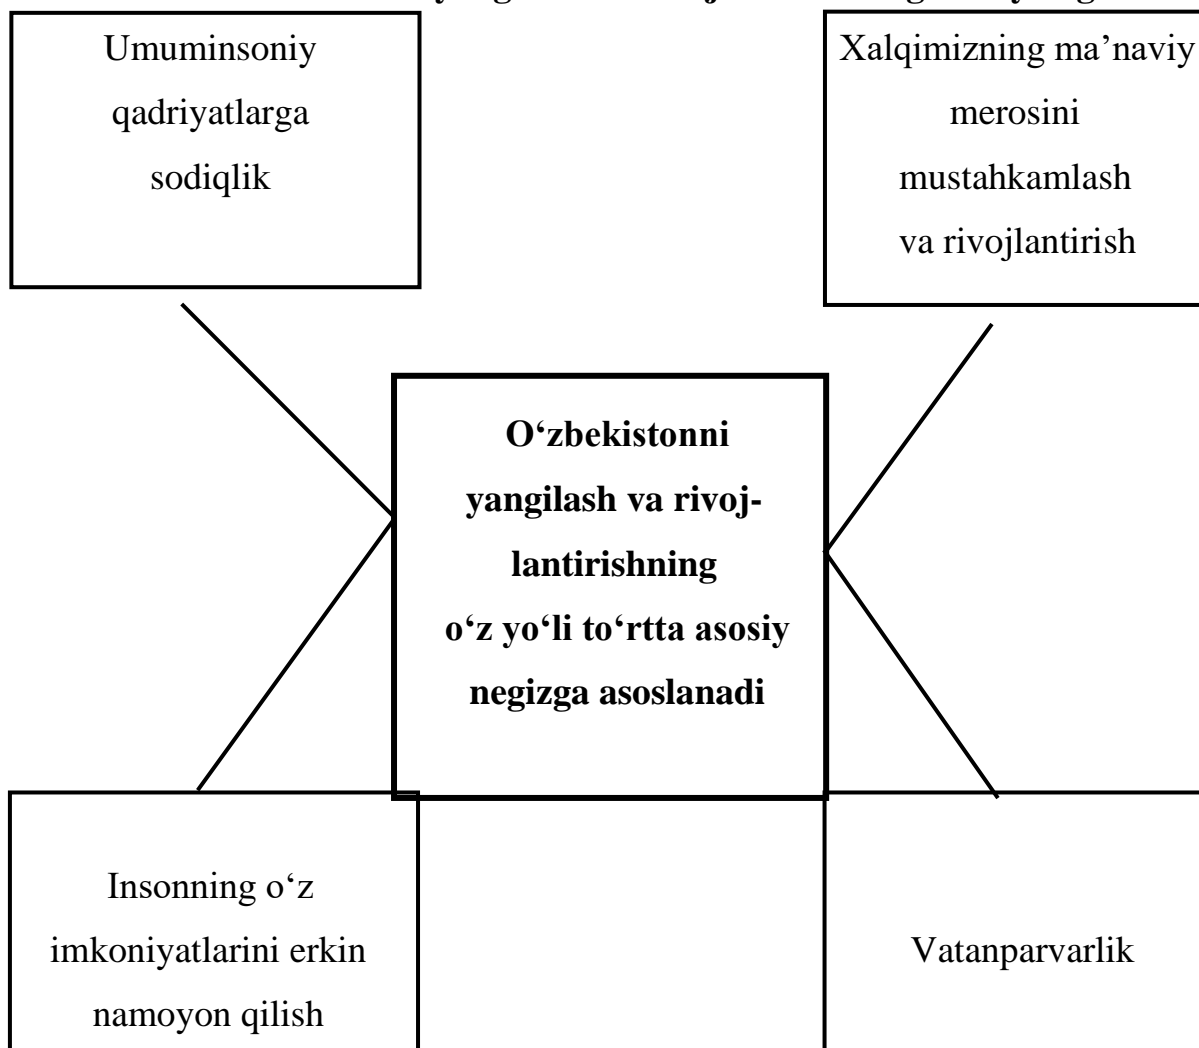 Umuminsoniy
qadriyatlarga
sodiqlik
Xalqimizning ma’naviy
merosini
mustahkamlash
va rivojlantirish
O‘zbekistonni
yangilash va rivoj-
lantirishning
o‘z yo‘li to‘rtta asosiy
negizga asoslanadi
Insonning o‘z
imkoniyatlarini erkin
namoyon qilish
Vatanparvarlik